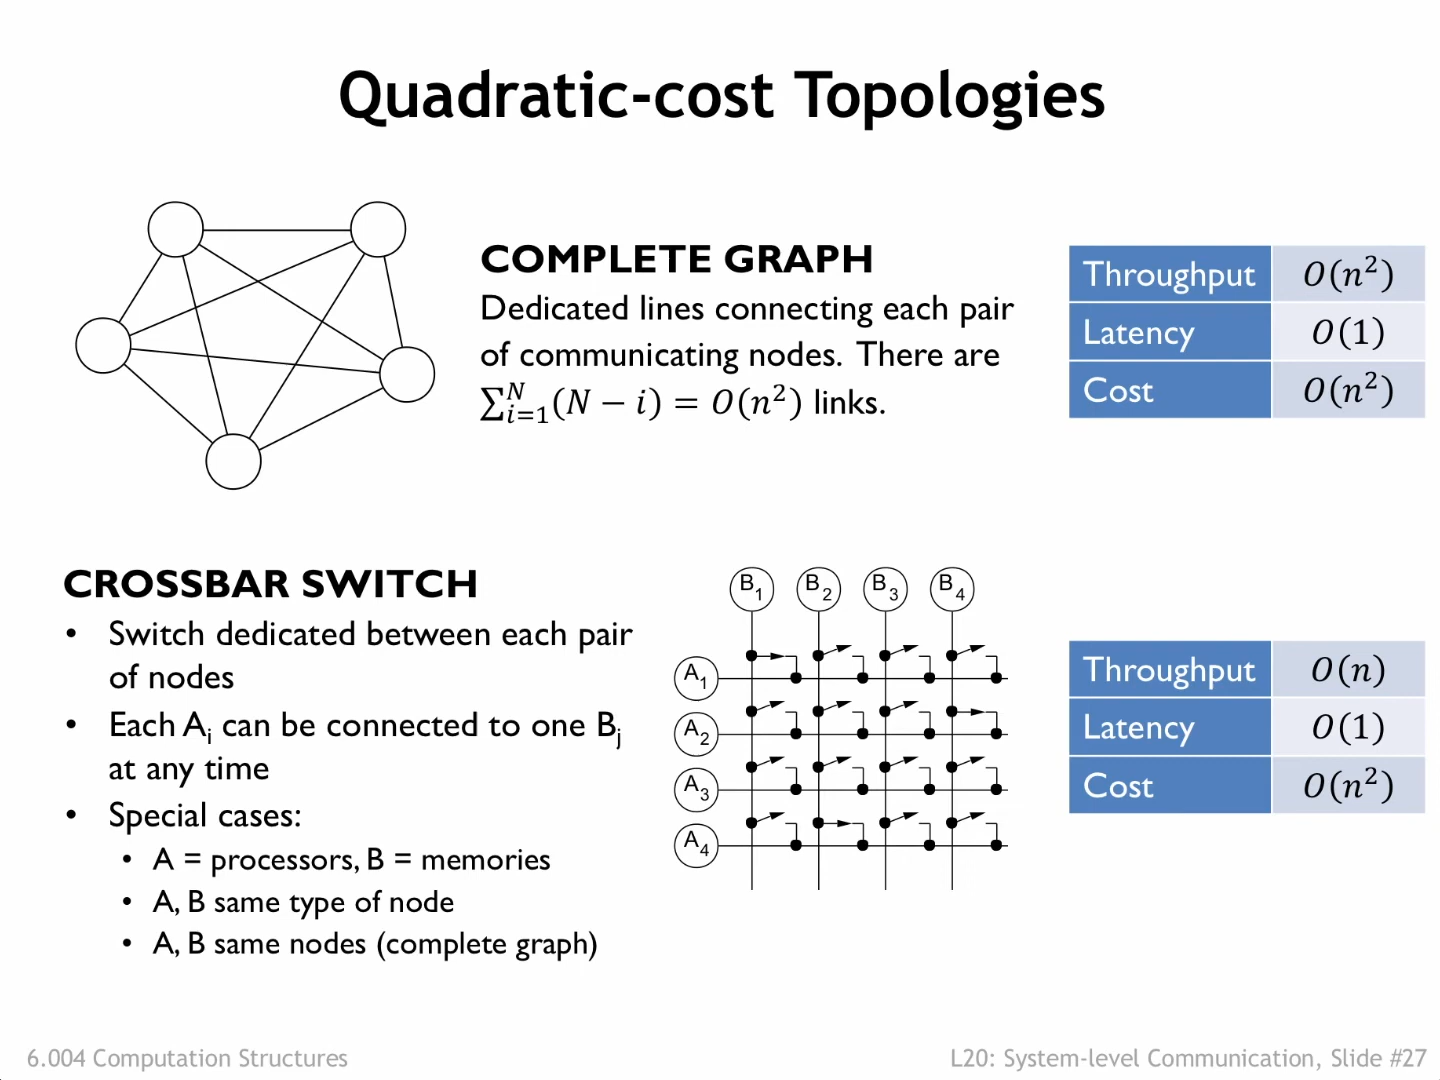 Quadratic-cost Topologies
COMPLETE GRAPH
Dedicated lines connecting each pair
of communicating nodes. There are
∑ᴺᵢ₌₁(N − i) = O(n²) links.
Throughput O(n²)
Latency O(1)
Cost O(n²)
CROSSBAR SWITCH
• Switch dedicated between each pair
of nodes
• Each Aᵢ can be connected to one Bⱼ
at any time
• Special cases:
• A = processors, B = memories
• A, B same type of node
• A, B same nodes (complete graph)
B₁ B₂ B₃ B₄
A₁
A₂
A₃
A₄
Throughput O(n)
Latency O(1)
Cost O(n²)
6.004 Computation Structures
L20: System-level Communication, Slide #27